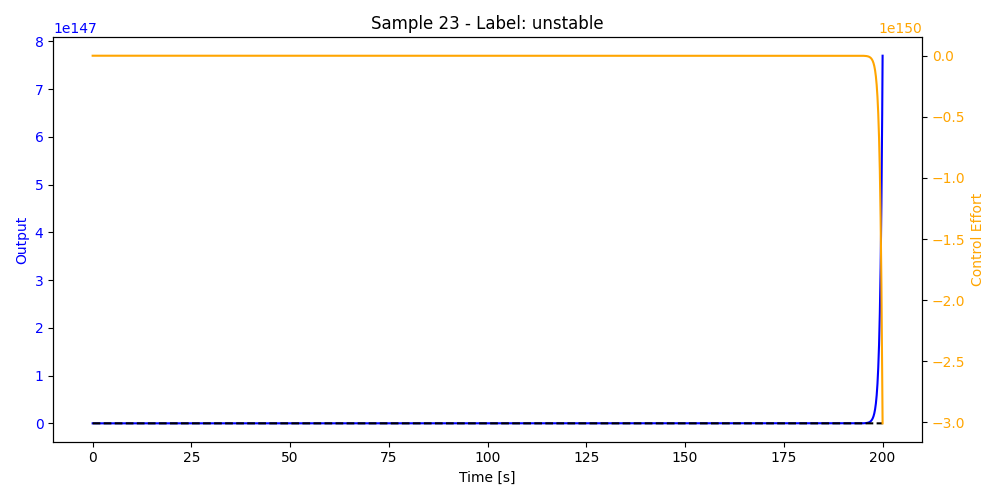 Sample 23 - Label: unstable
1e147
1e150
8
7
6
5
4
3
2
1
0
Output
0.0
−0.5
−1.0
−1.5
−2.0
−2.5
−3.0
Control Effort
0 25 50 75 100 125 150 175 200
Time [s]